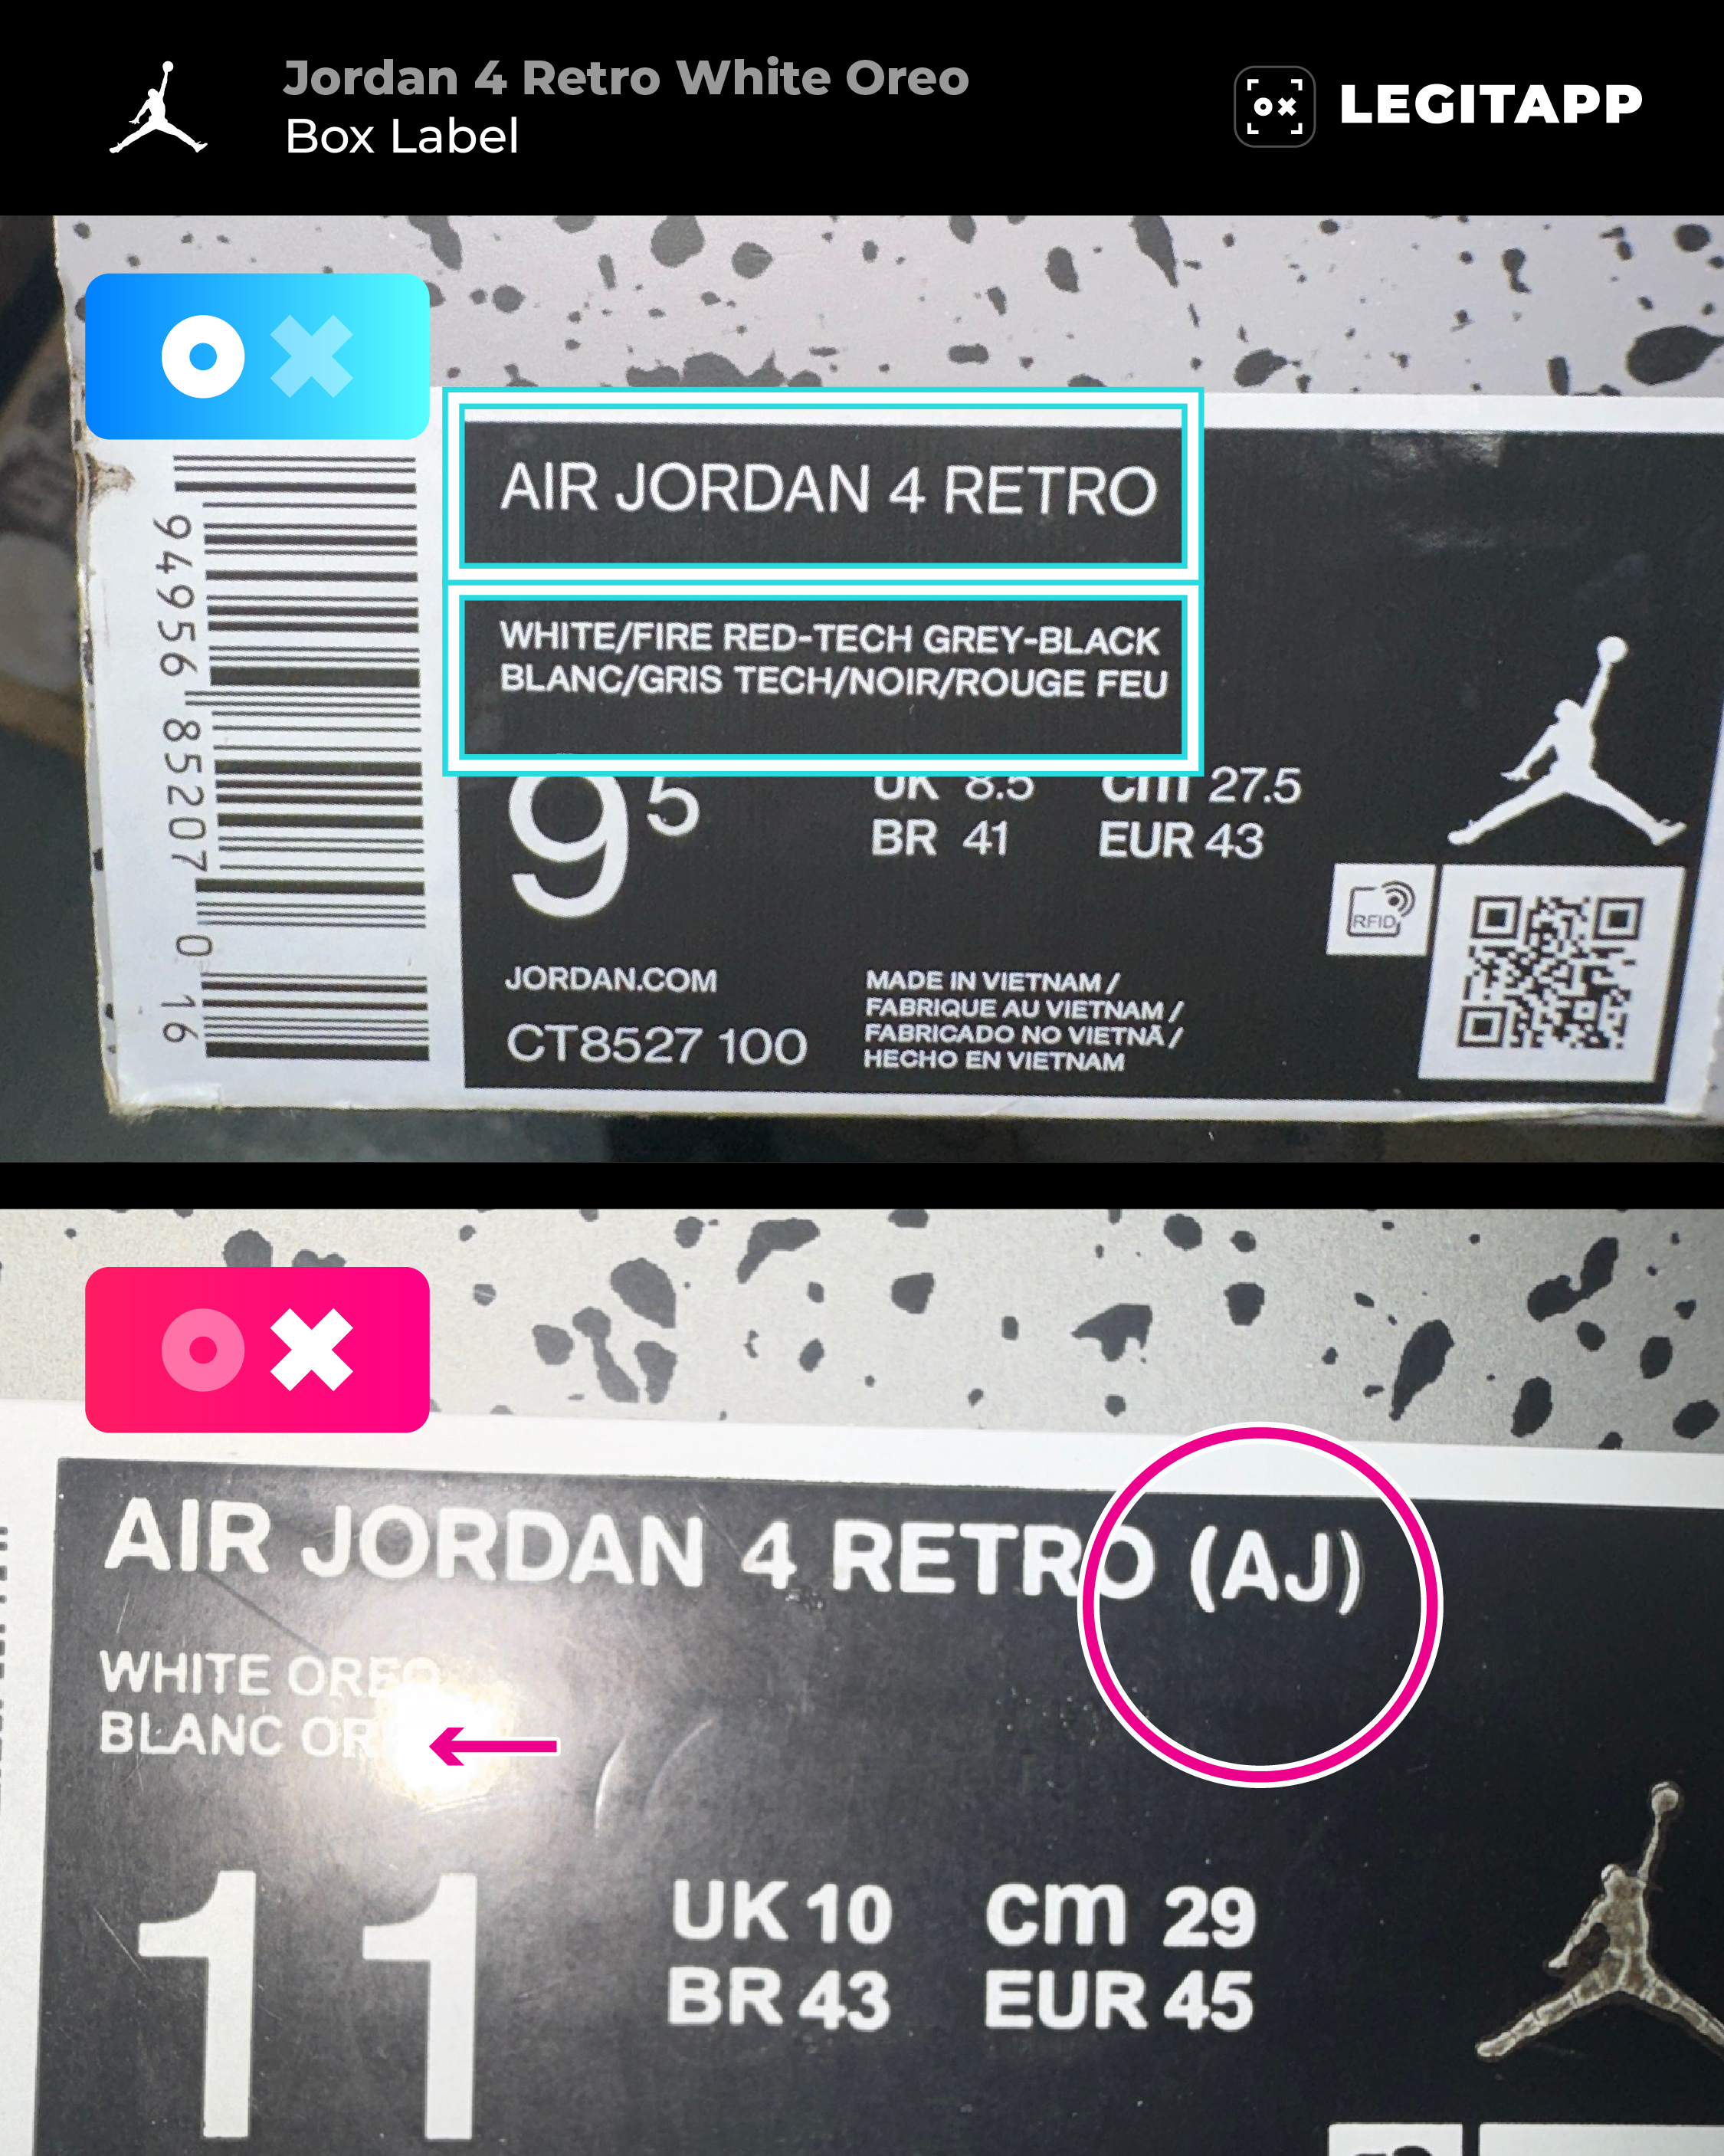 Jordan 4 Retro White Oreo
Box Label
LEGITAPP
AIR JORDAN 4 RETRO
WHITE/FIRE RED-TECH GREY-BLACK
BLANC/GRIS TECH/NOIR/ROUGE FEU
9 5
UK 8.5 cm 27.5
BR 41 EUR 43
RFID
JORDAN.COM
CT8527 100
MADE IN VIETNAM /
FABRIQUE AU VIETNAM /
FABRICADO NO VIETNÃ /
HECHO EN VIETNAM
94956 85207 0 16
AIR JORDAN 4 RETRO (AJ)
WHITE OREO
BLANC
11
UK 10 cm 29
BR 43 EUR 45